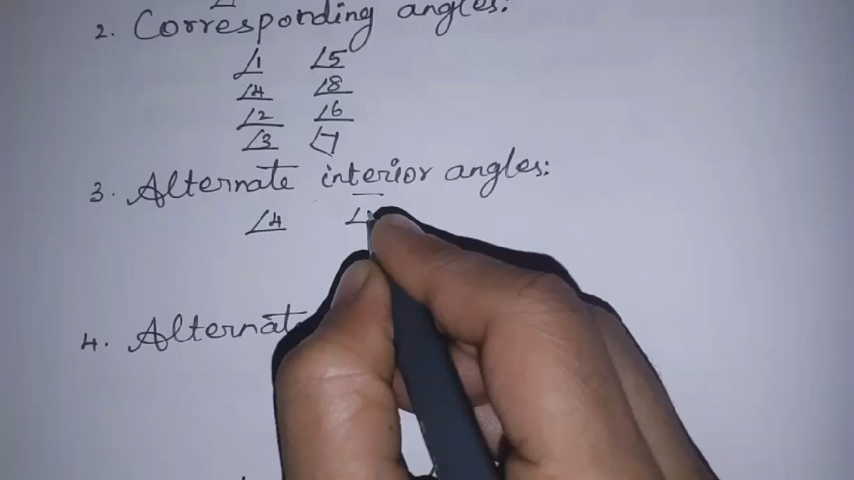 2. Corresponding angles:
∠1 ∠5
∠4 ∠8
∠2 ∠6
∠3 ∠7
3. Alternate interior angles:
∠4 ∠
4. Alternat